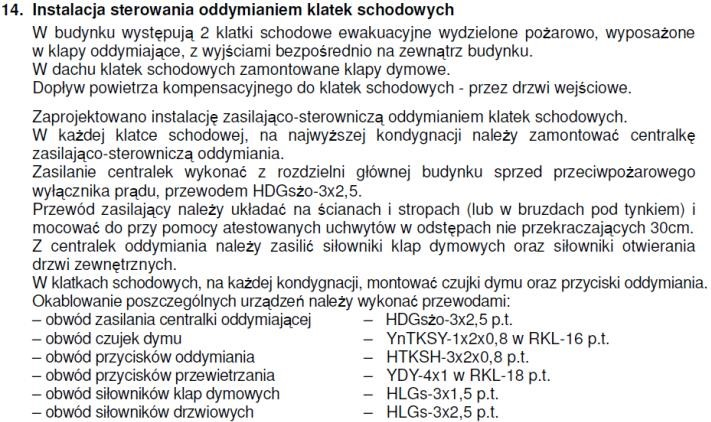 14. Instalacja sterowania oddymianiem klatek schodowych
W budynku występują 2 klatki schodowe ewakuacyjne wydzielone pożarowo, wyposażone
w klapy oddymiające, z wyjściami bezpośrednio na zewnątrz budynku.
W dachu klatek schodowych zamontowane klapy dymowe.
Dopływ powietrza kompensacyjnego do klatek schodowych - przez drzwi wejściowe.
Zaprojektowano instalację zasilająco-sterowniczą oddymianiem klatek schodowych.
W każdej klatce schodowej, na najwyższej kondygnacji należy zamontować centralkę
zasilająco-sterowniczą oddymiania.
Zasilanie centralek wykonać z rozdzielni głównej budynku sprzed przeciwpożarowego
wyłącznika prądu, przewodem HDGsżo-3x2,5.
Przewód zasilający należy układać na ścianach i stropach (lub w bruzdach pod tynkiem) i
mocować do przy pomocy atestowanych uchwytów w odstępach nie przekraczających 30cm.
Z centralek oddymiania należy zasilić siłowniki klap dymowych oraz siłowniki otwierania
drzwi zewnętrznych.
W klatkach schodowych, na każdej kondygnacji, montować czujki dymu oraz przyciski oddymiania.
Okablowanie poszczególnych urządzeń należy wykonać przewodami:
– obwód zasilania centralki oddymiającej – HDGsżo-3x2,5 p.t.
– obwód czujek dymu – YnTKSY-1x2x0,8 w RKL-16 p.t.
– obwód przycisków oddymiania – HTKSH-3x2x0,8 p.t.
– obwód przycisków przewietrzania – YDY-4x1 w RKL-18 p.t.
– obwód siłowników klap dymowych – HLGs-3x1,5 p.t.
– obwód siłowników drzwiowych – HLGs-3x2,5 p.t.